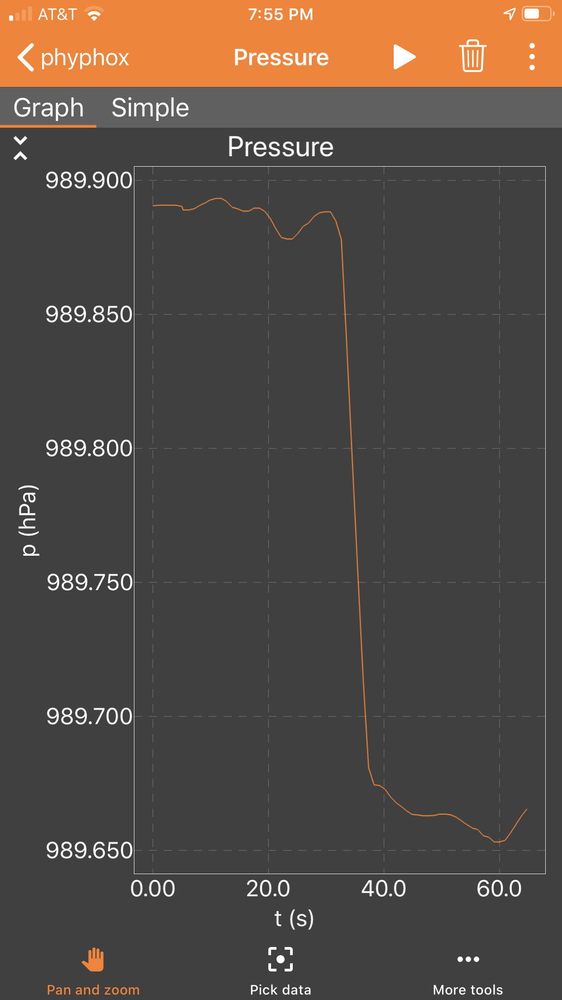 AT&T 7:55 PM
phyphox Pressure
Graph Simple
Pressure
989.900
989.850
989.800
989.750
989.700
989.650
p (hPa)
0.00 20.0 40.0 60.0
t (s)
Pan and zoom Pick data More tools